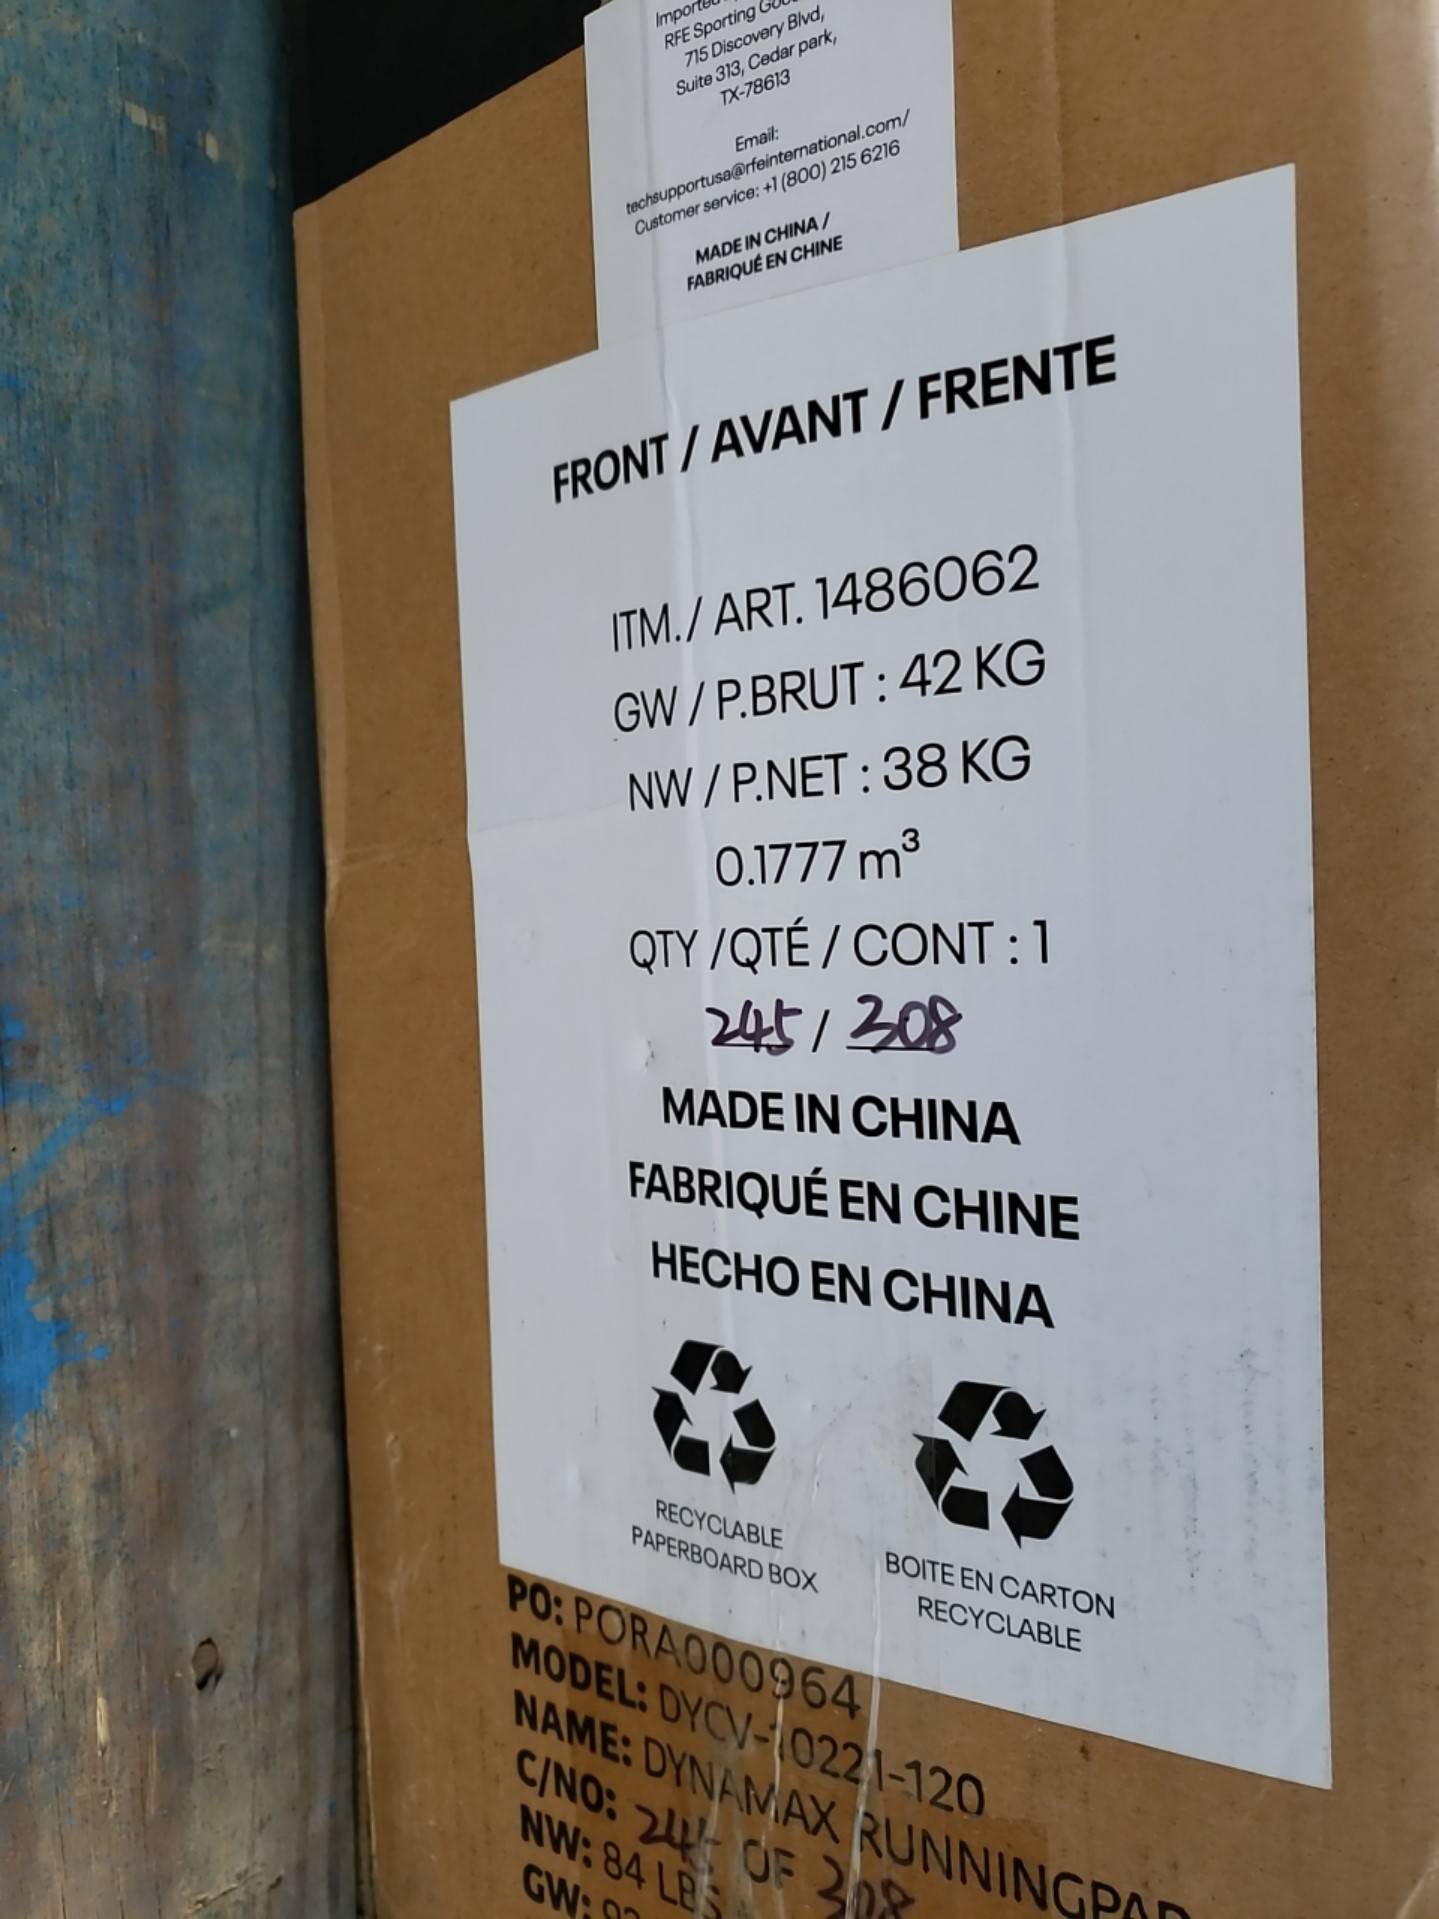 Imported
RFE Sporting
715 Discovery Blvd,
Suite 313, Cedar park,
TX-78613
Email:
techsupportusa@rfeinternational.com/
Customer service: +1 (800) 215 6216
MADE IN CHINA /
FABRIQUÉ EN CHINE
FRONT / AVANT / FRENTE
ITM. / ART. 1486062
GW / P.BRUT : 42 KG
NW / P.NET : 38 KG
0.1777 m³
QTY /QTÉ / CONT : 1
245 / 308
MADE IN CHINA
FABRIQUÉ EN CHINE
HECHO EN CHINA
RECYCLABLE
PAPERBOARD BOX
BOITE EN CARTON
RECYCLABLE
PO: PORA000964
MODEL: DYCV-10221-120
NAME: DYNAMAX RUNNINGPAD
C/NO: 245 OF 308
NW: 84 LBS
GW: